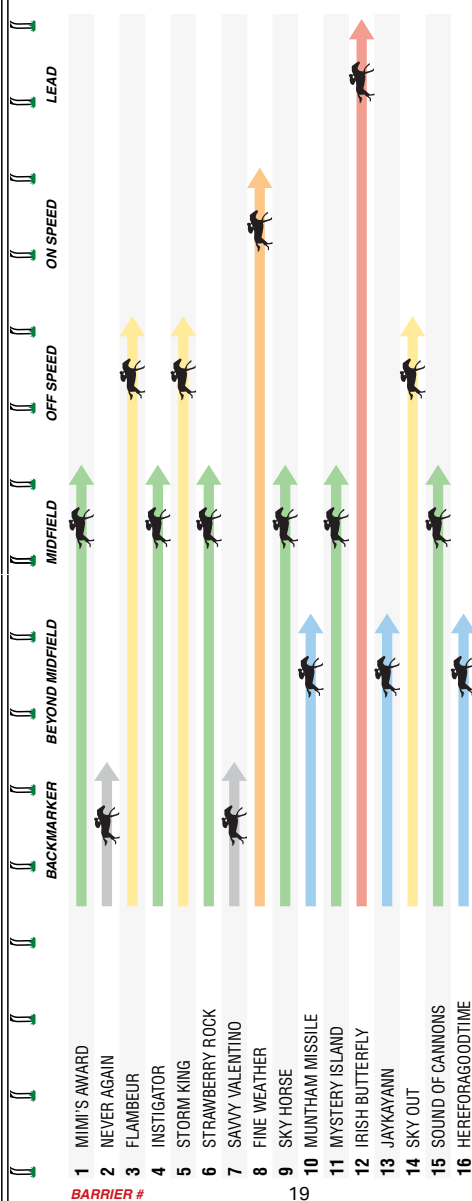 BACKMARKER
BEYOND MIDFIELD
MIDFIELD
OFF SPEED
ON SPEED
LEAD
1 MIMI'S AWARD
2 NEVER AGAIN
3 FLAMBEUR
4 INSTIGATOR
5 STORM KING
6 STRAWBERRY ROCK
7 SAVVY VALENTINO
8 FINE WEATHER
9 SKY HORSE
10 MUNTHAM MISSILE
11 MYSTERY ISLAND
12 IRISH BUTTERFLY
13 JAYKAYANN
14 SKY OUT
15 SOUND OF CANNONS
16 HEREFORAGOODTIME
BARRIER #
19